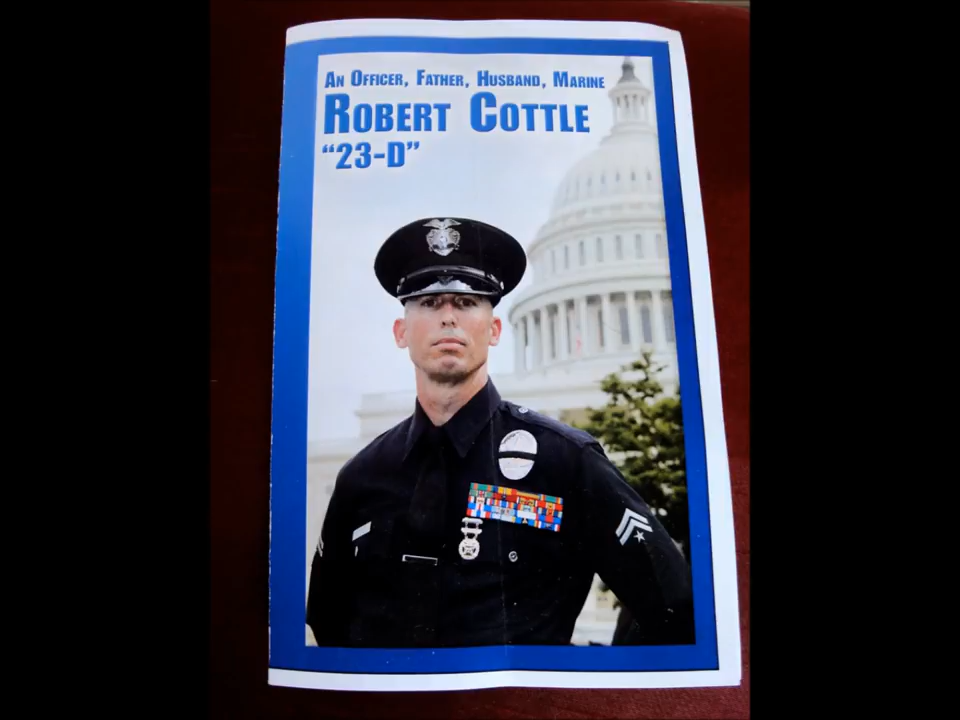 An Officer, Father, Husband, Marine
Robert Cottle
“23-D”